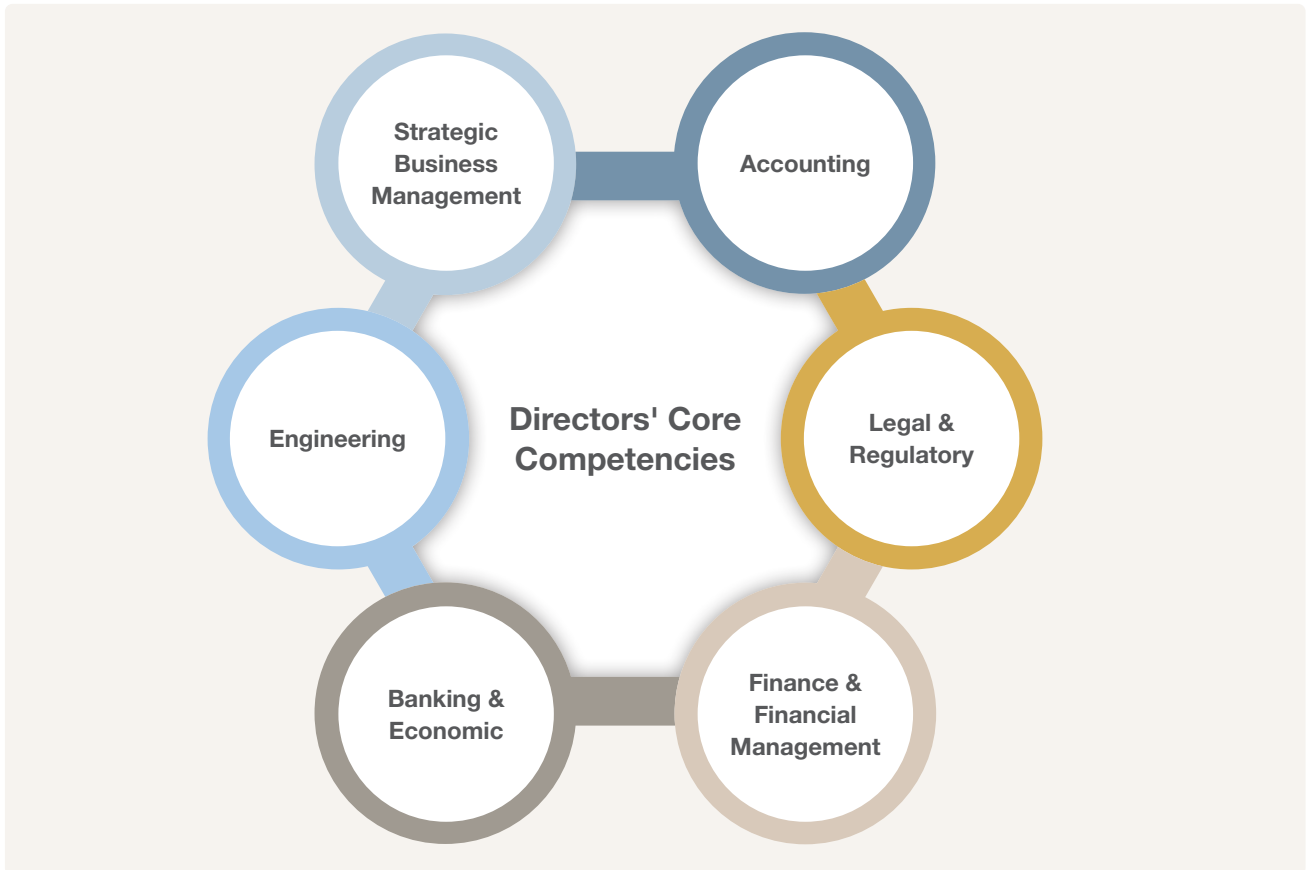 Strategic
Business
Management
Accounting
Engineering
Directors' Core
Competencies
Legal &
Regulatory
Banking &
Economic
Finance &
Financial
Management